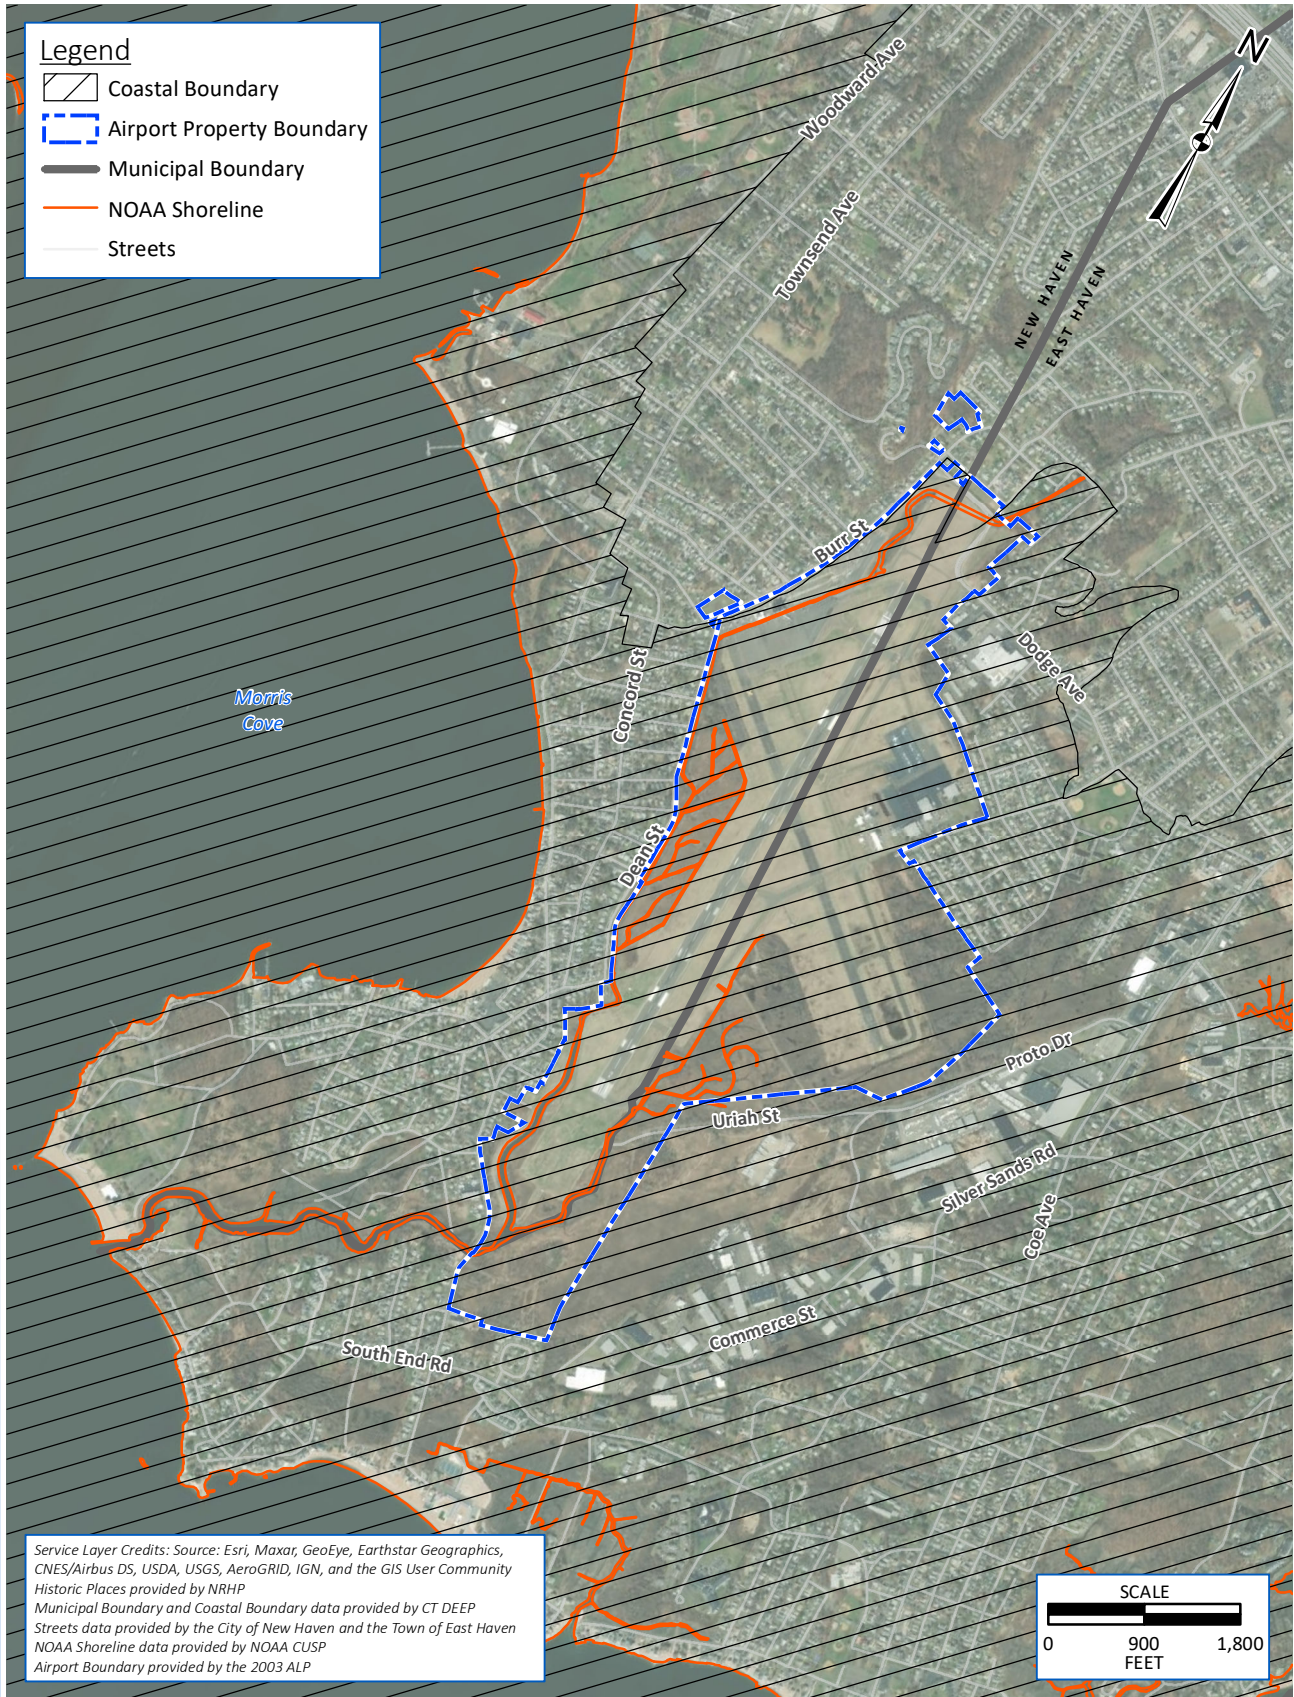 Legend
Coastal Boundary
Airport Property Boundary
Municipal Boundary
NOAA Shoreline
Streets
N
Woodward Ave
Townsend Ave
NEW HAVEN
EAST HAVEN
Burr St
Dodge Ave
Concord St
Morris
Cove
Dean St
Proto Dr
Uriah St
Silver Sands Rd
Coe Ave
Commerce St
South End Rd
Service Layer Credits: Source: Esri, Maxar, GeoEye, Earthstar Geographics,
CNES/Airbus DS, USDA, USGS, AeroGRID, IGN, and the GIS User Community
Historic Places provided by NRHP
Municipal Boundary and Coastal Boundary data provided by CT DEEP
Streets data provided by the City of New Haven and the Town of East Haven
NOAA Shoreline data provided by NOAA CUSP
Airport Boundary provided by the 2003 ALP
SCALE
0 900 1,800
FEET